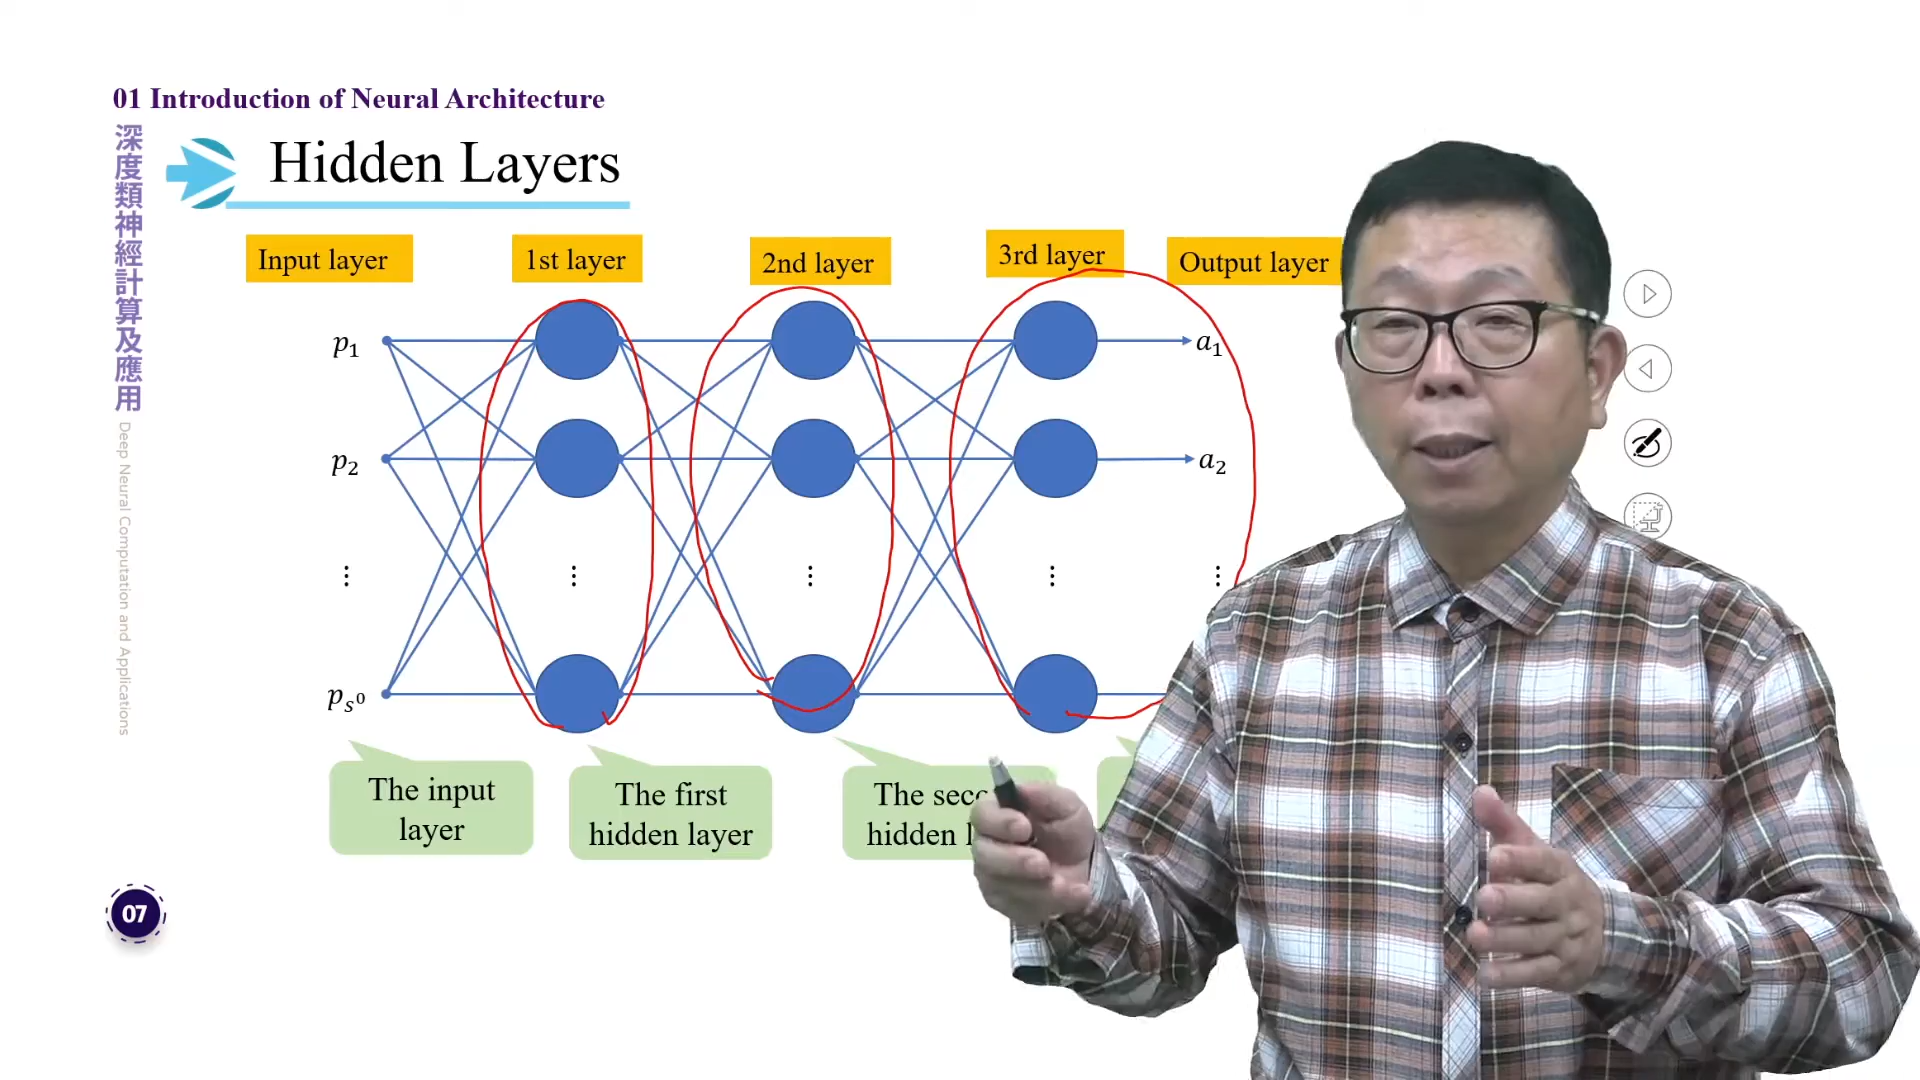 01 Introduction of Neural Architecture
深度類神經計算及應用
Deep Neural Computation and Applications
Hidden Layers
Input layer
1st layer
2nd layer
3rd layer
Output layer
p₁
a₁
p₂
a₂
⋮ ⋮ ⋮ ⋮ ⋮
p_{s⁰}
The input
layer
The first
hidden layer
The
hidden
07